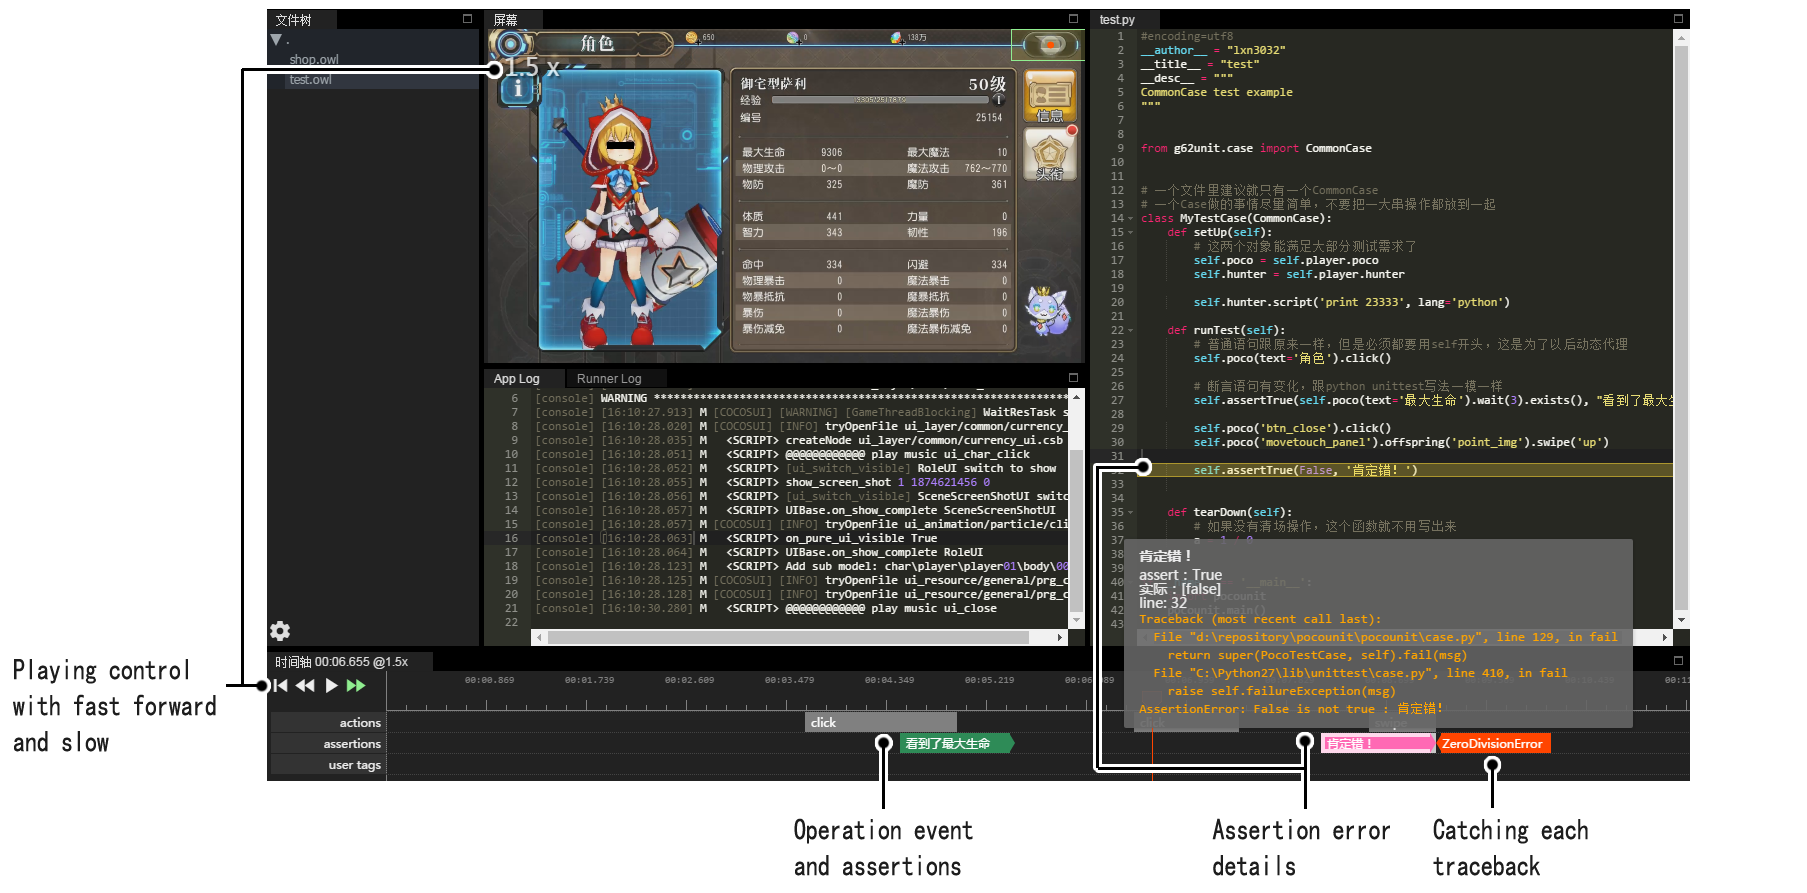 文件树
.
shop.owl
test.owl
屏幕
角色
650
0
138万
1.5 x
i
御宅型萨利
50级
经验
编号
25154
最大生命 9306 最大魔法 10
物理攻击 0~0 魔法攻击 762~770
物防 325 魔防 361
体质 441 力量 0
智力 343 韧性 196
命中 334 闪避 334
物理暴击 0 魔法暴击 0
物暴抵抗 0 魔暴抵抗 0
暴伤 0 魔法暴伤 0
暴伤减免 0 魔法暴伤减免 0
信息
头衔
App Log
Runner Log
6 [console] WARNING
7 [console] [16:10:27.913] M [COCOSUI] [WARNING] [GameThreadBlocking] WaitResTask s
8 [console] [16:10:28.020] M [COCOSUI] [INFO] tryOpenFile ui_layer/common/currency_
9 [console] [16:10:28.035] M <SCRIPT> createNode ui_layer/common/currency_ui.csb
10 [console] [16:10:28.051] M <SCRIPT> @@@@@@@@@@@@ play music ui_char_click
11 [console] [16:10:28.052] M <SCRIPT> [ui_switch_visible] RoleUI switch to show
12 [console] [16:10:28.055] M <SCRIPT> show_screen_shot 1 1874621456 0
13 [console] [16:10:28.056] M <SCRIPT> [ui_switch_visible] SceneScreenShotUI switc
14 [console] [16:10:28.057] M <SCRIPT> UIBase.on_show_complete SceneScreenShotUI
15 [console] [16:10:28.057] M [COCOSUI] [INFO] tryOpenFile ui_animation/particle/cli
16 [console] [16:10:28.063] M <SCRIPT> on_pure_ui_visible True
17 [console] [16:10:28.064] M <SCRIPT> UIBase.on_show_complete RoleUI
18 [console] [16:10:28.123] M <SCRIPT> Add sub model: char\player\player01\body\00
19 [console] [16:10:28.125] M [COCOSUI] [INFO] tryOpenFile ui_resource/general/prg_c
20 [console] [16:10:28.128] M [COCOSUI] [INFO] tryOpenFile ui_resource/general/prg_c
21 [console] [16:10:30.280] M <SCRIPT> @@@@@@@@@@@@ play music ui_close
22
test.py
1 #encoding=utf8
2 __author__ = "lxn3032"
3 __title__ = "test"
4 __desc__ = """
5 CommonCase test example
6 """
7
8
9 from g62unit.case import CommonCase
10
11
12 # 一个文件里建议就只有一个CommonCase
13 # 一个Case做的事情尽量简单，不要把一大串操作都放到一起
14 class MyTestCase(CommonCase):
15 def setUp(self):
16 # 这两个对象能满足大部分测试需求了
17 self.poco = self.player.poco
18 self.hunter = self.player.hunter
19
20 self.hunter.script('print 23333', lang='python')
21
22 def runTest(self):
23 # 普通语句跟原来一样，但是必须都要用self开头，这是为了以后动态代理
24 self.poco(text='角色').click()
25
26 # 断言语句有变化，跟python unittest写法一模一样
27 self.assertTrue(self.poco(text='最大生命').wait(3).exists(), "看到了最大生
28
29 self.poco('btn_close').click()
30 self.poco('movetouch_panel').offspring('point_img').swipe('up')
31
32 self.assertTrue(False, '肯定错！')
33
34
35 def tearDown(self):
36 # 如果没有清场操作，这个函数就不用写出来
37
38
39
40 '__main__':
41 pocounit
42 pocounit.main()
43
肯定错！
assert : True
实际 : [false]
line: 32
Traceback (most recent call last):
File "d:\repository\pocounit\pocounit\case.py", line 129, in fail
return super(PocoTestCase, self).fail(msg)
File "C:\Python27\lib\unittest\case.py", line 410, in fail
raise self.failureException(msg)
AssertionError: False is not true : 肯定错！
时间轴 00:06.655 @1.5x
00:00.869 00:01.739 00:02.609 00:03.479 00:04.349 00:05.219
actions
click
click
swipe
assertions
看到了最大生命
肯定错！
ZeroDivisionError
user tags
Playing control
with fast forward
and slow
Operation event
and assertions
Assertion error
details
Catching each
traceback